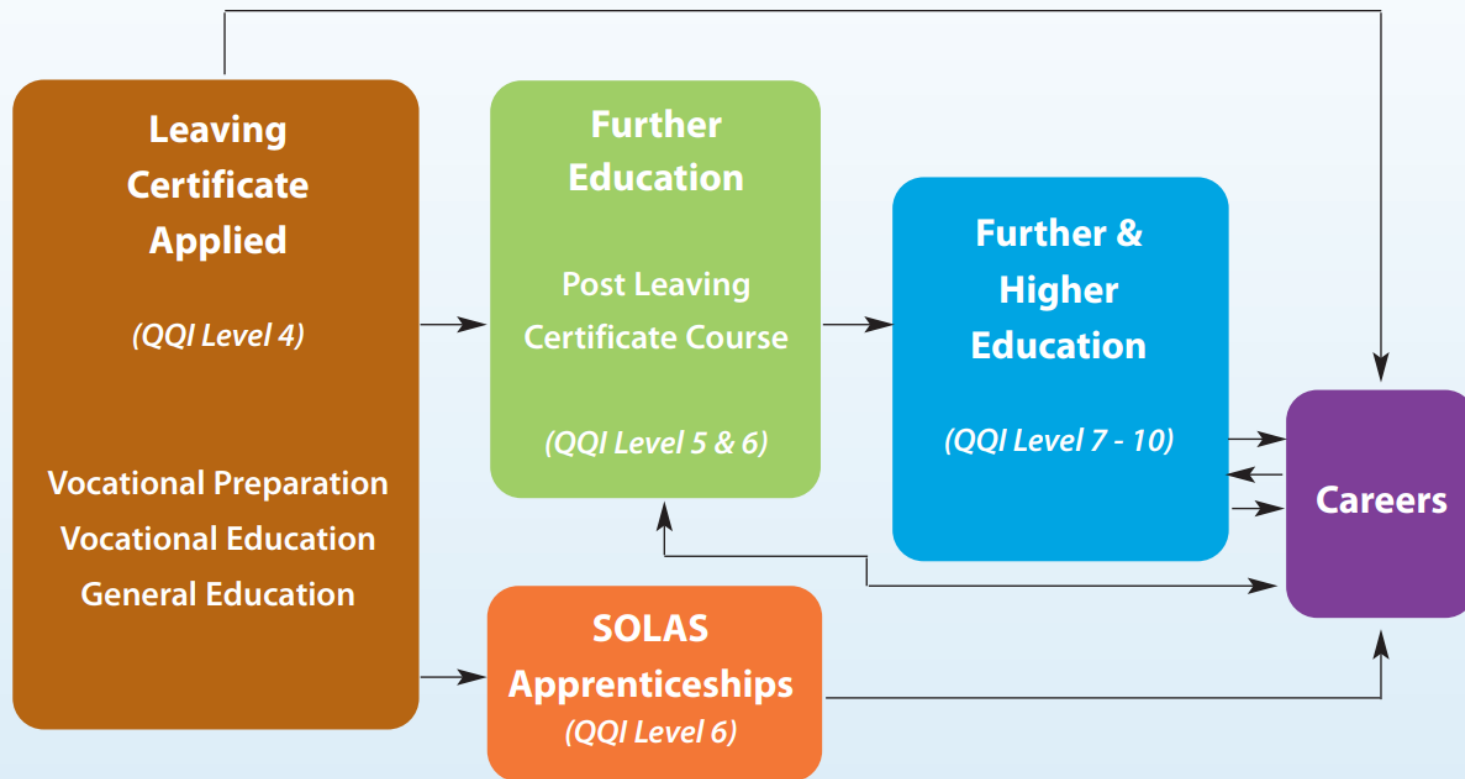 Leaving
Certificate
Applied
(QQI Level 4)
Vocational Preparation
Vocational Education
General Education
Further
Education
Post Leaving
Certificate Course
(QQI Level 5 & 6)
SOLAS
Apprenticeships
(QQI Level 6)
Further &
Higher
Education
(QQI Level 7 - 10)
Careers